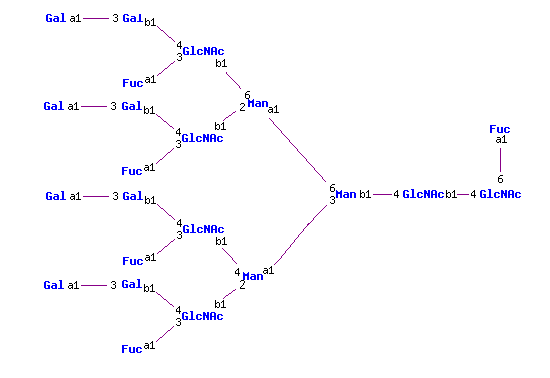 Gal a1 3 Gal b1
4 GlcNAc
3
b1
Fuc a1
6 Man a1
Gal a1 3 Gal b1
2
b1
4 GlcNAc
3
Fuc a1
Fuc
a1
6
6 Man b1 4 GlcNAc b1 4 GlcNAc
3
Gal a1 3 Gal b1
4 GlcNAc
3
b1
Fuc a1
4 Man a1
2
Gal a1 3 Gal b1
b1
4 GlcNAc
3
Fuc a1